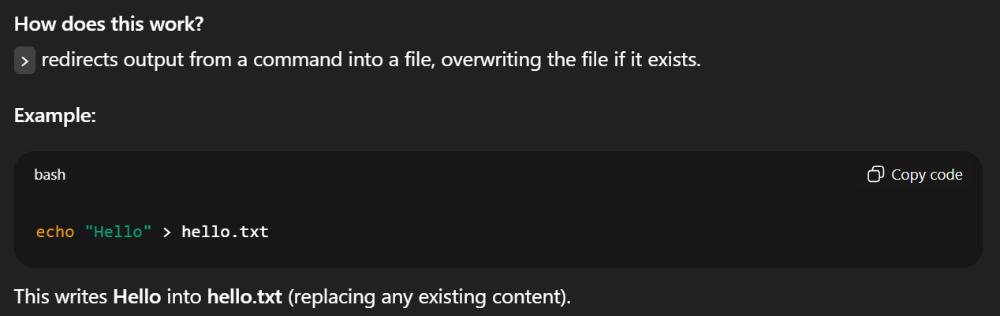 How does this work?
> redirects output from a command into a file, overwriting the file if it exists.
Example:
bash
Copy code
echo "Hello" > hello.txt
This writes Hello into hello.txt (replacing any existing content).